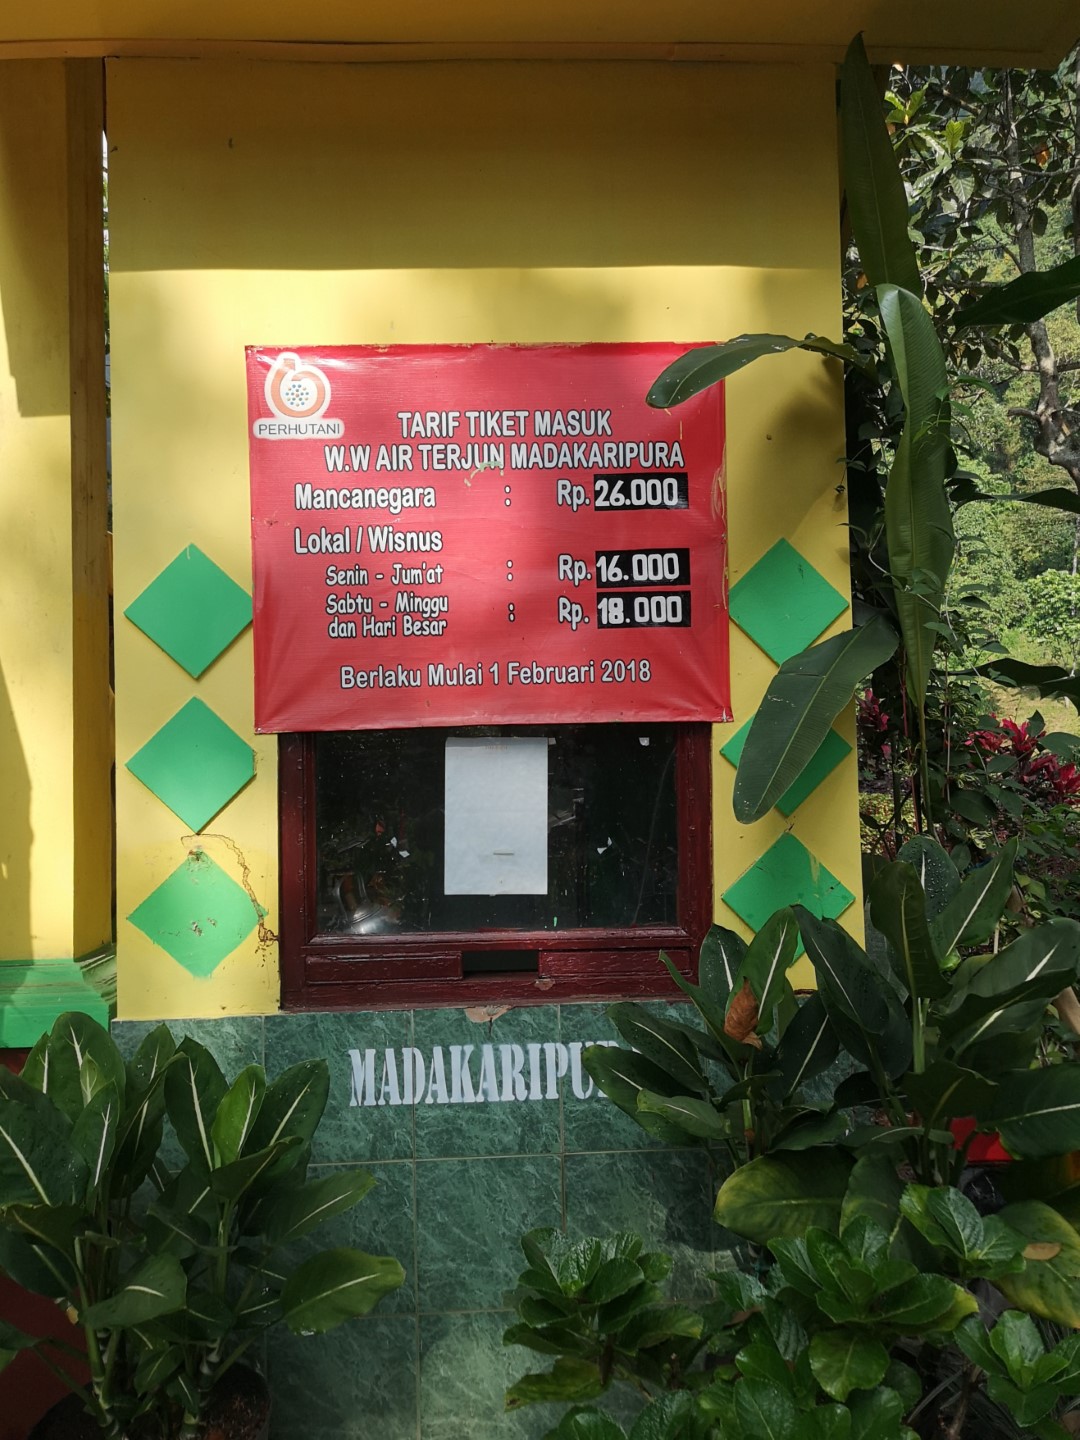 PERHUTANI
TARIF TIKET MASUK
W.W AIR TERJUN MADAKARIPURA
Mancanegara : Rp. 26.000
Lokal / Wisnus
Senin - Jum'at : Rp. 16.000
Sabtu - Minggu
dan Hari Besar : Rp. 18.000
Berlaku Mulai 1 Februari 2018